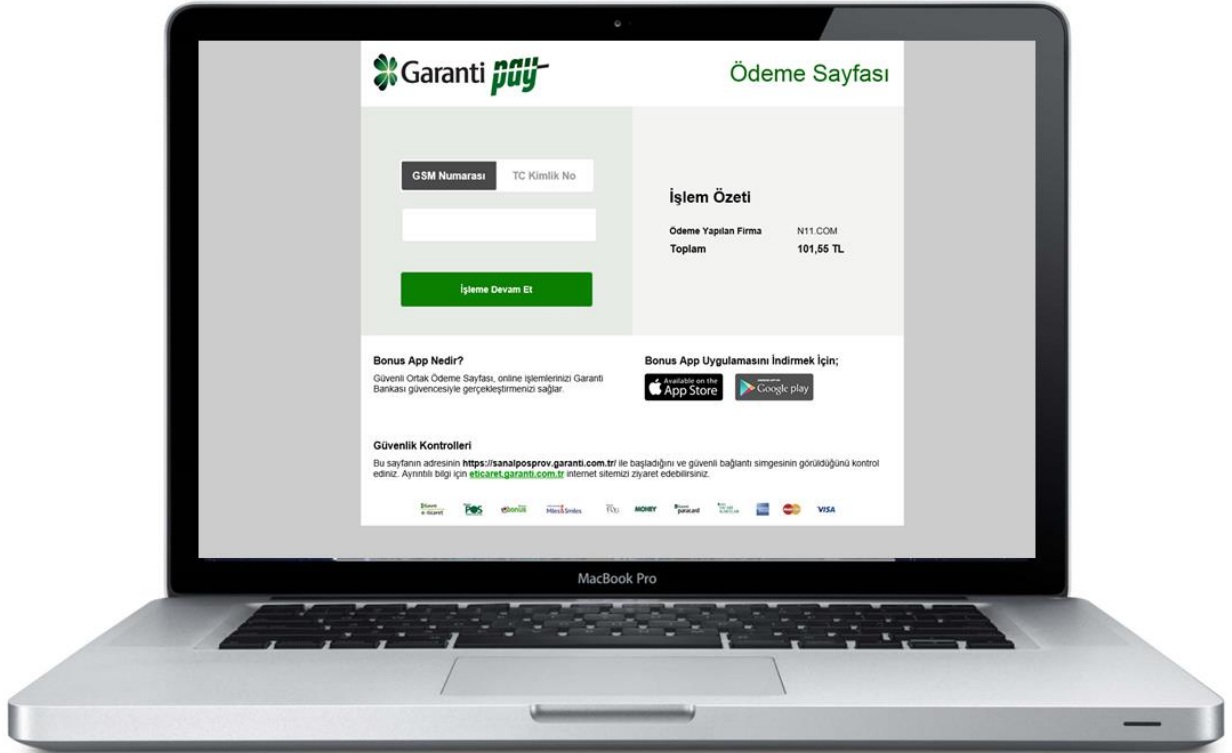 Garanti pay
Ödeme Sayfası
GSM Numarası TC Kimlik No
İşleme Devam Et
İşlem Özeti
Ödeme Yapılan Firma N11.COM
Toplam 101,55 TL
Bonus App Nedir?
Güvenli Ortak Ödeme Sayfası, online işlemlerinizi Garanti
Bankası güvencesiyle gerçekleştirmenizi sağlar.
Bonus App Uygulamasını İndirmek İçin;
Available on the
App Store
Google play
Güvenlik Kontrolleri
Bu sayfanın adresinin https://sanalposprov.garanti.com.tr/ ile başladığını ve güvenli bağlantı simgesinin görüldüğünü kontrol
ediniz. Ayrıntılı bilgi için eticaret.garanti.com.tr internet sitemizi ziyaret edebilirsiniz.
e-ticaret POS bonus Miles&Smiles MONEY paracard VISA
MacBook Pro